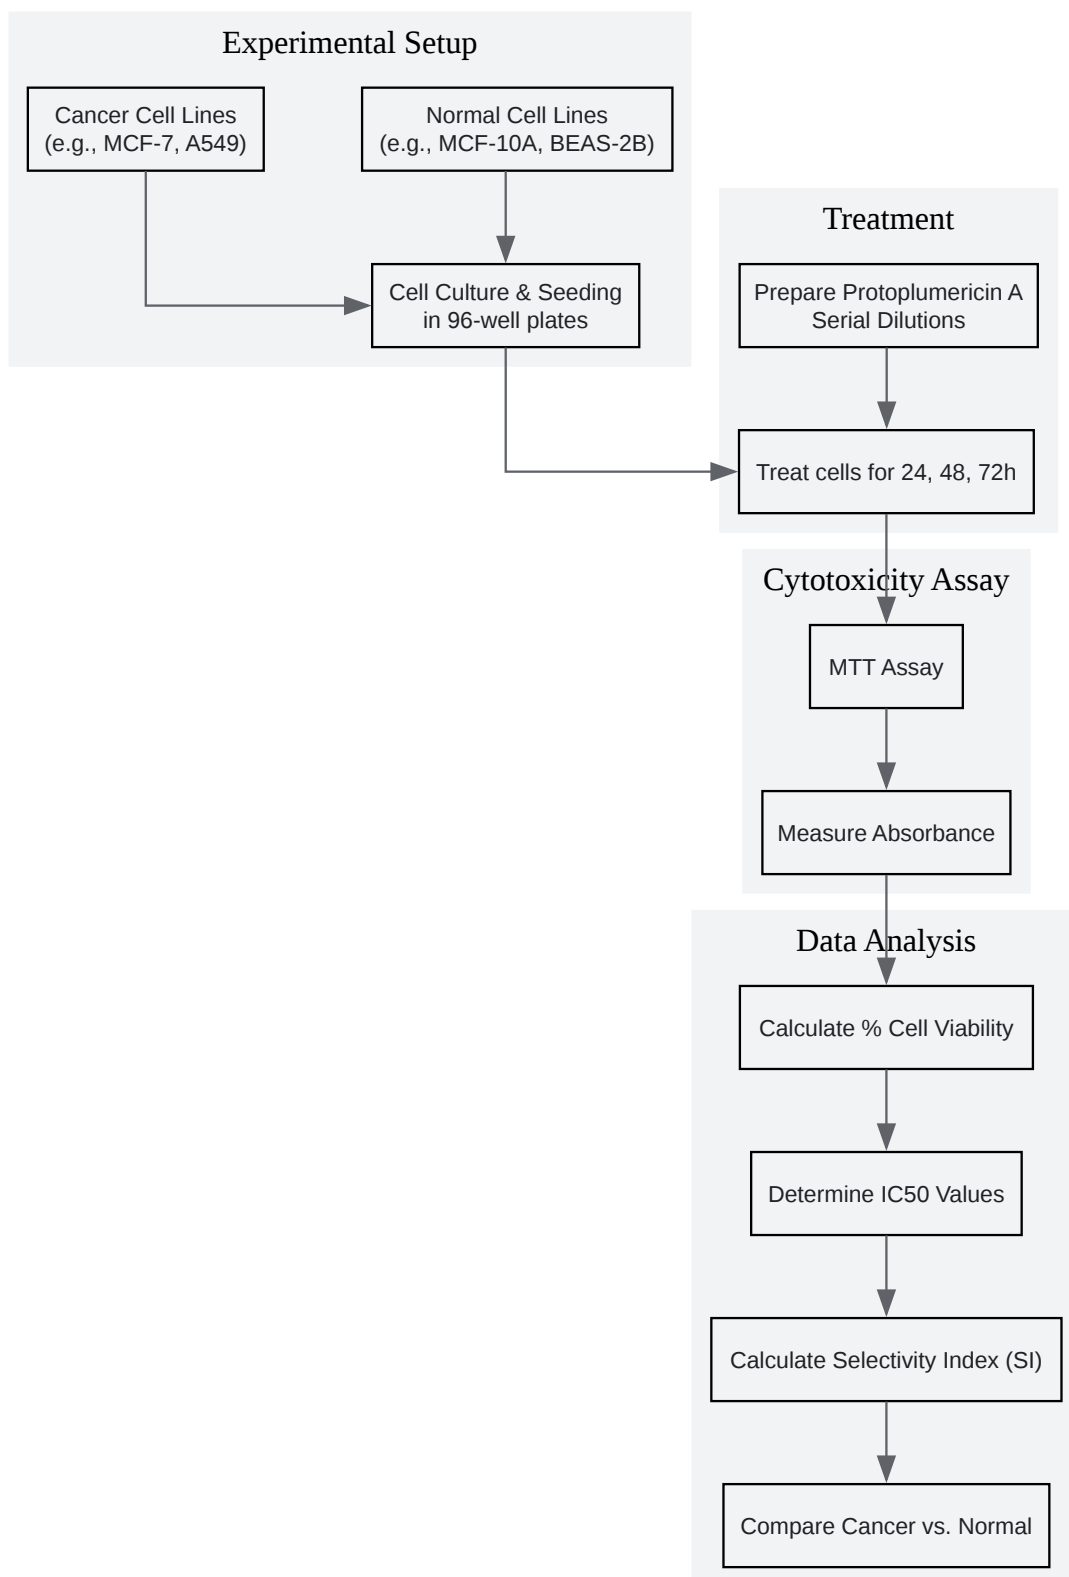 Experimental Setup
Cancer Cell Lines
(e.g., MCF-7, A549)
Normal Cell Lines
(e.g., MCF-10A, BEAS-2B)
Cell Culture & Seeding
in 96-well plates
Treatment
Prepare Protoplumericin A
Serial Dilutions
Treat cells for 24, 48, 72h
Cytotoxicity Assay
MTT Assay
Measure Absorbance
Data Analysis
Calculate % Cell Viability
Determine IC50 Values
Calculate Selectivity Index (SI)
Compare Cancer vs. Normal